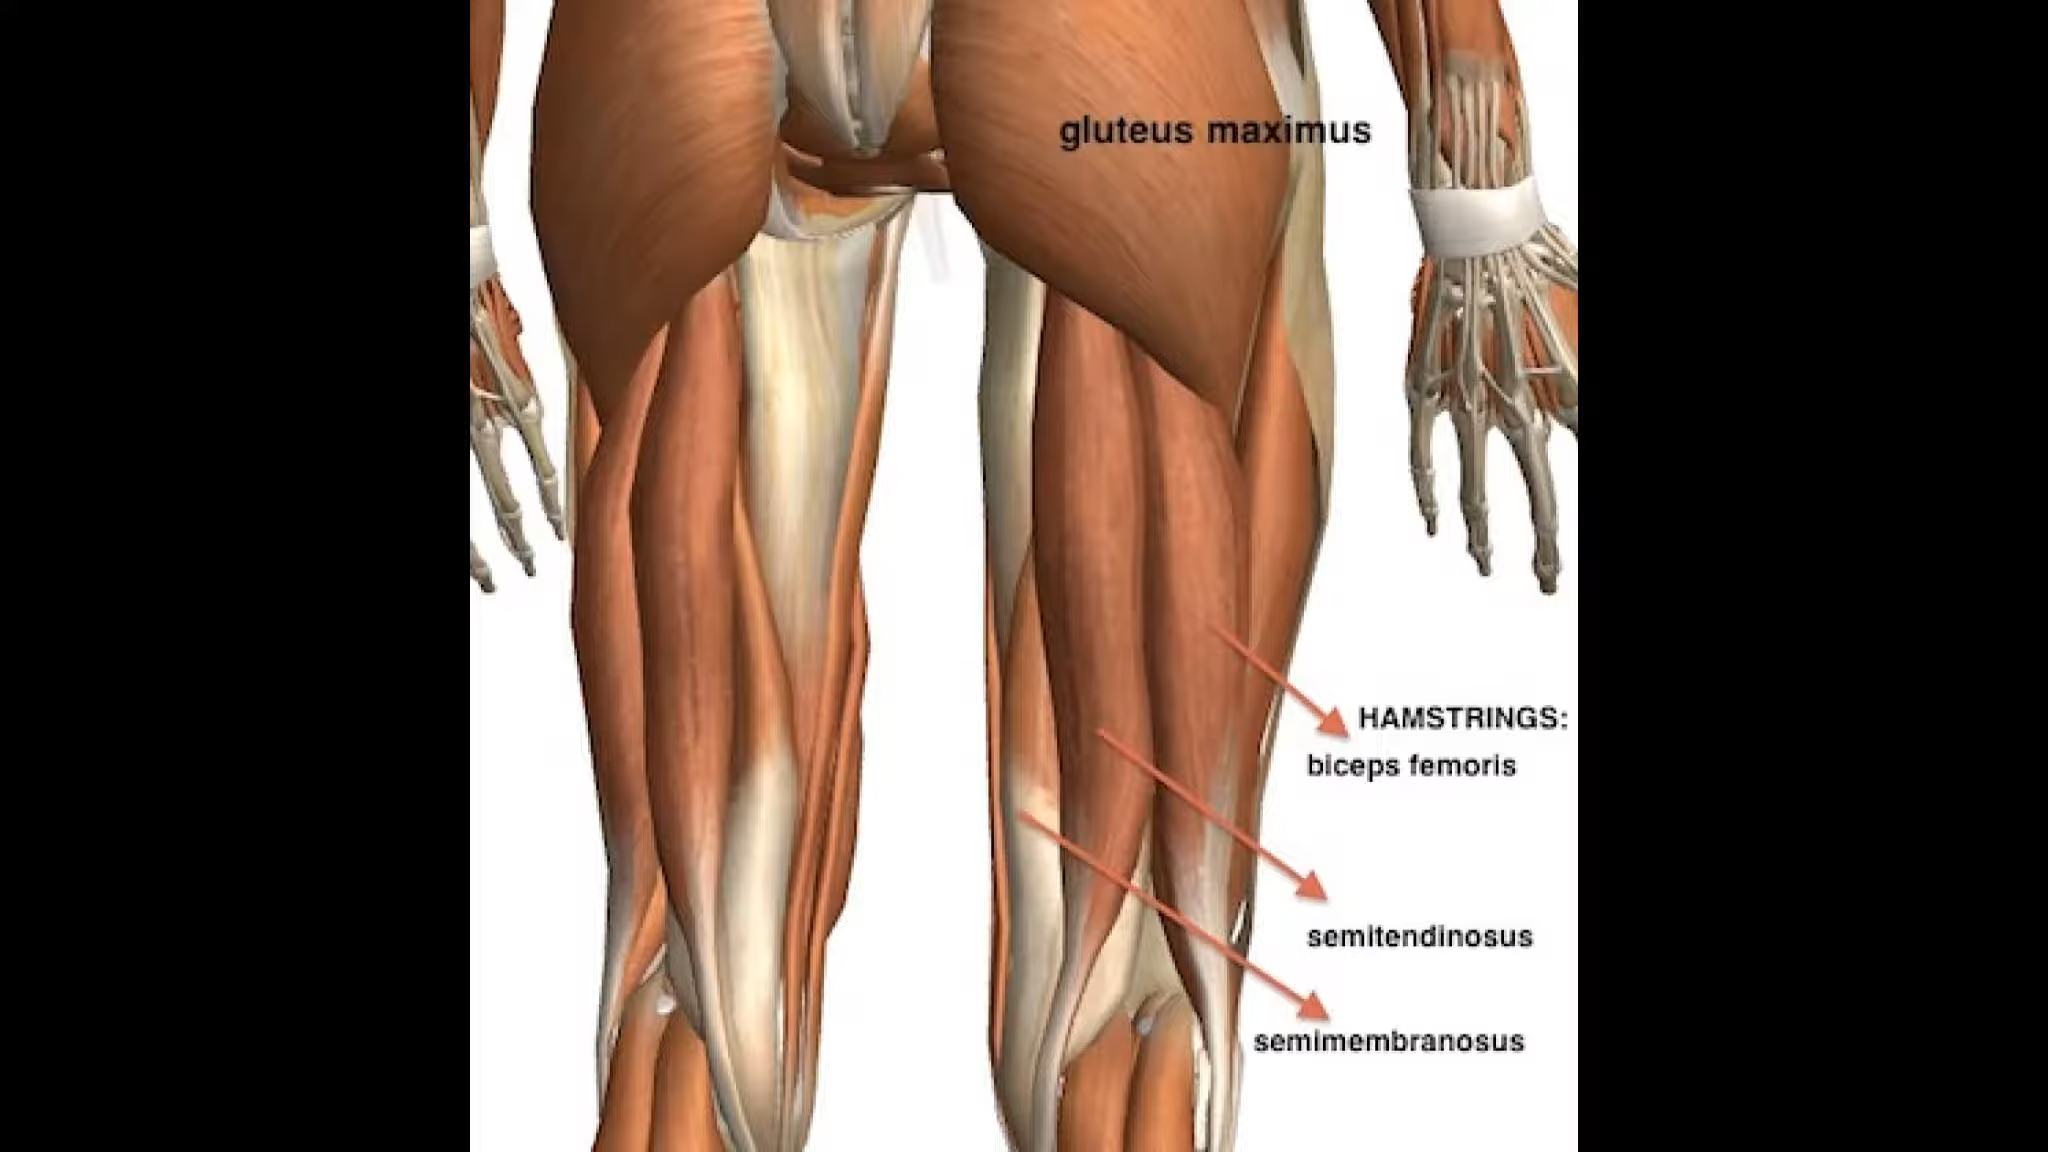 gluteus maximus
HAMSTRINGS:
biceps femoris
semitendinosus
semimembranosus